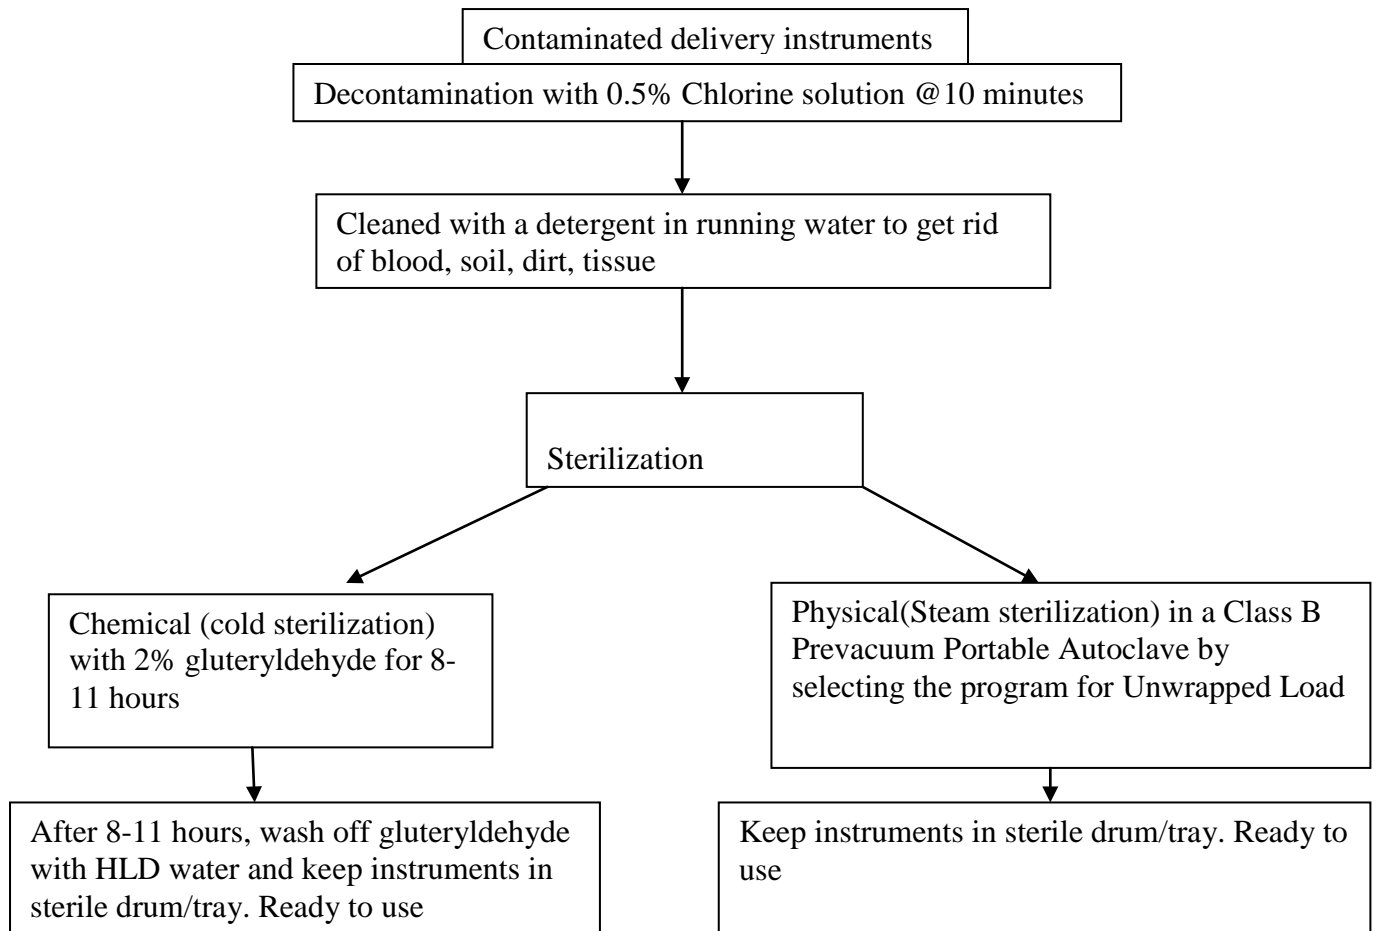 Contaminated delivery instruments
Decontamination with 0.5% Chlorine solution @10 minutes
Cleaned with a detergent in running water to get rid
of blood, soil, dirt, tissue
Sterilization
Chemical (cold sterilization)
with 2% gluteryldehyde for 8-
11 hours
Physical(Steam sterilization) in a Class B
Prevacuum Portable Autoclave by
selecting the program for Unwrapped Load
After 8-11 hours, wash off gluteryldehyde
with HLD water and keep instruments in
sterile drum/tray. Ready to use
Keep instruments in sterile drum/tray. Ready to
use